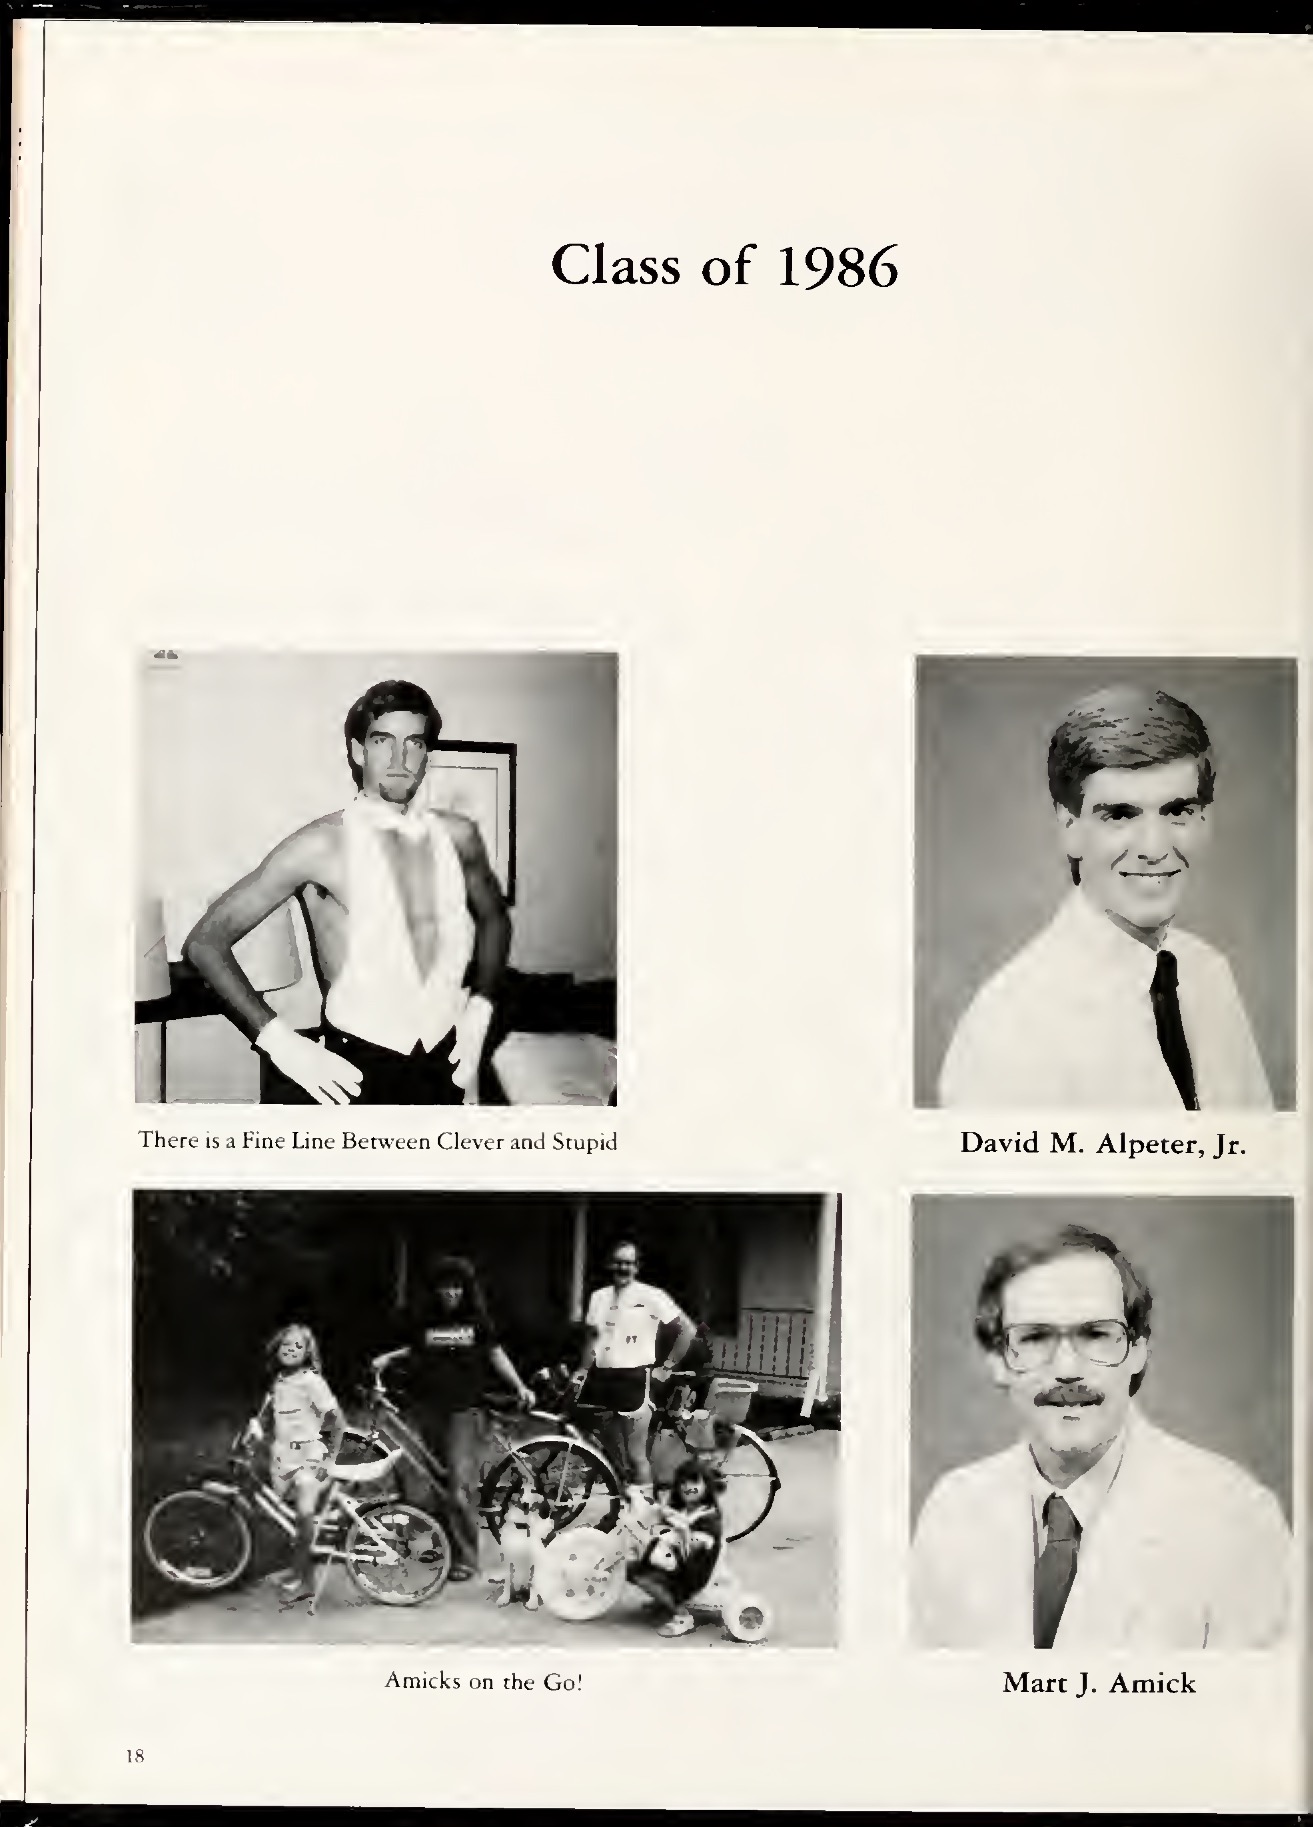 Class of 1986
There is a Fine Line Between Clever and Stupid
David M. Alpeter, Jr.
Amicks on the Go!
Mart J. Amick
18